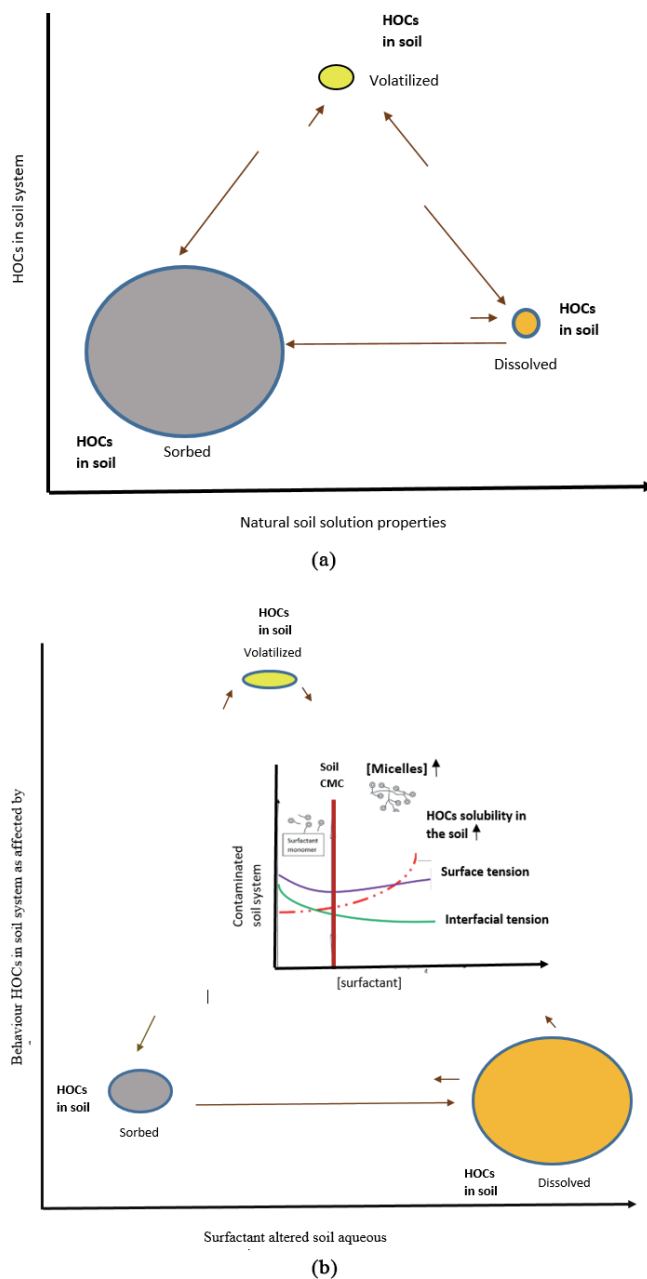 HOCs
in soil
Volatilized
HOCs in soil system
HOCs
in soil
Dissolved
HOCs
in soil
Sorbed
Natural soil solution properties
(a)
HOCs
in soil
Volatilized
Behaviour HOCs in soil system as affected by
Soil
CMC
[Micelles]
HOCs solubility in
the soil
Surfactant
monomer
Surface tension
Contaminated
soil system
Interfacial tension
[surfactant]
HOCs
in soil
Sorbed
HOCs
in soil
Dissolved
Surfactant altered soil aqueous
(b)